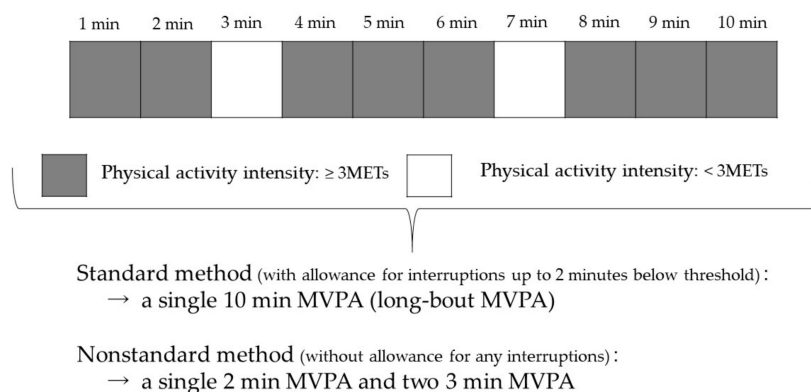 1 min 2 min 3 min 4 min 5 min 6 min 7 min 8 min 9 min 10 min
Physical activity intensity: ≥ 3METs Physical activity intensity: < 3METs
Standard method (with allowance for interruptions up to 2 minutes below threshold) :
→ a single 10 min MVPA (long-bout MVPA)
Nonstandard method (without allowance for any interruptions) :
→ a single 2 min MVPA and two 3 min MVPA